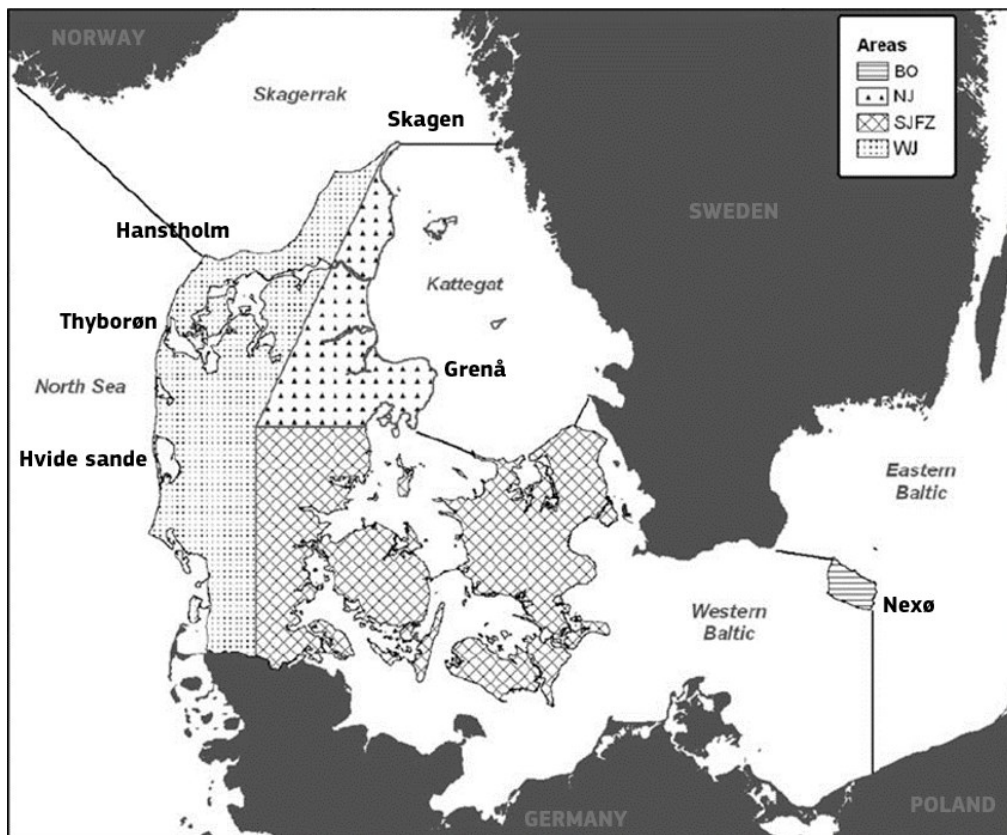 NORWAY
Skagerrak
Skagen
Areas
BO
NJ
SJFZ
WJ
SWEDEN
Hanstholm
Kattegat
Thyborøn
Grenå
North Sea
Hvide sande
Eastern
Baltic
Nexø
Western
Baltic
GERMANY
POLAND